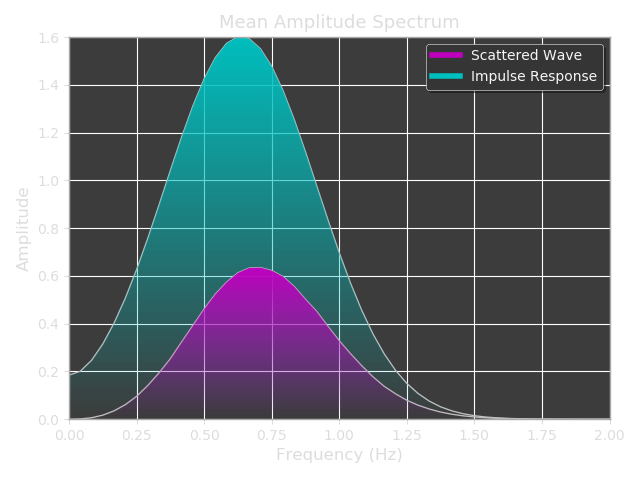 Mean Amplitude Spectrum
Scattered Wave
Impulse Response
Amplitude
1.6
1.4
1.2
1.0
0.8
0.6
0.4
0.2
0.0
0.00 0.25 0.50 0.75 1.00 1.25 1.50 1.75 2.00
Frequency (Hz)